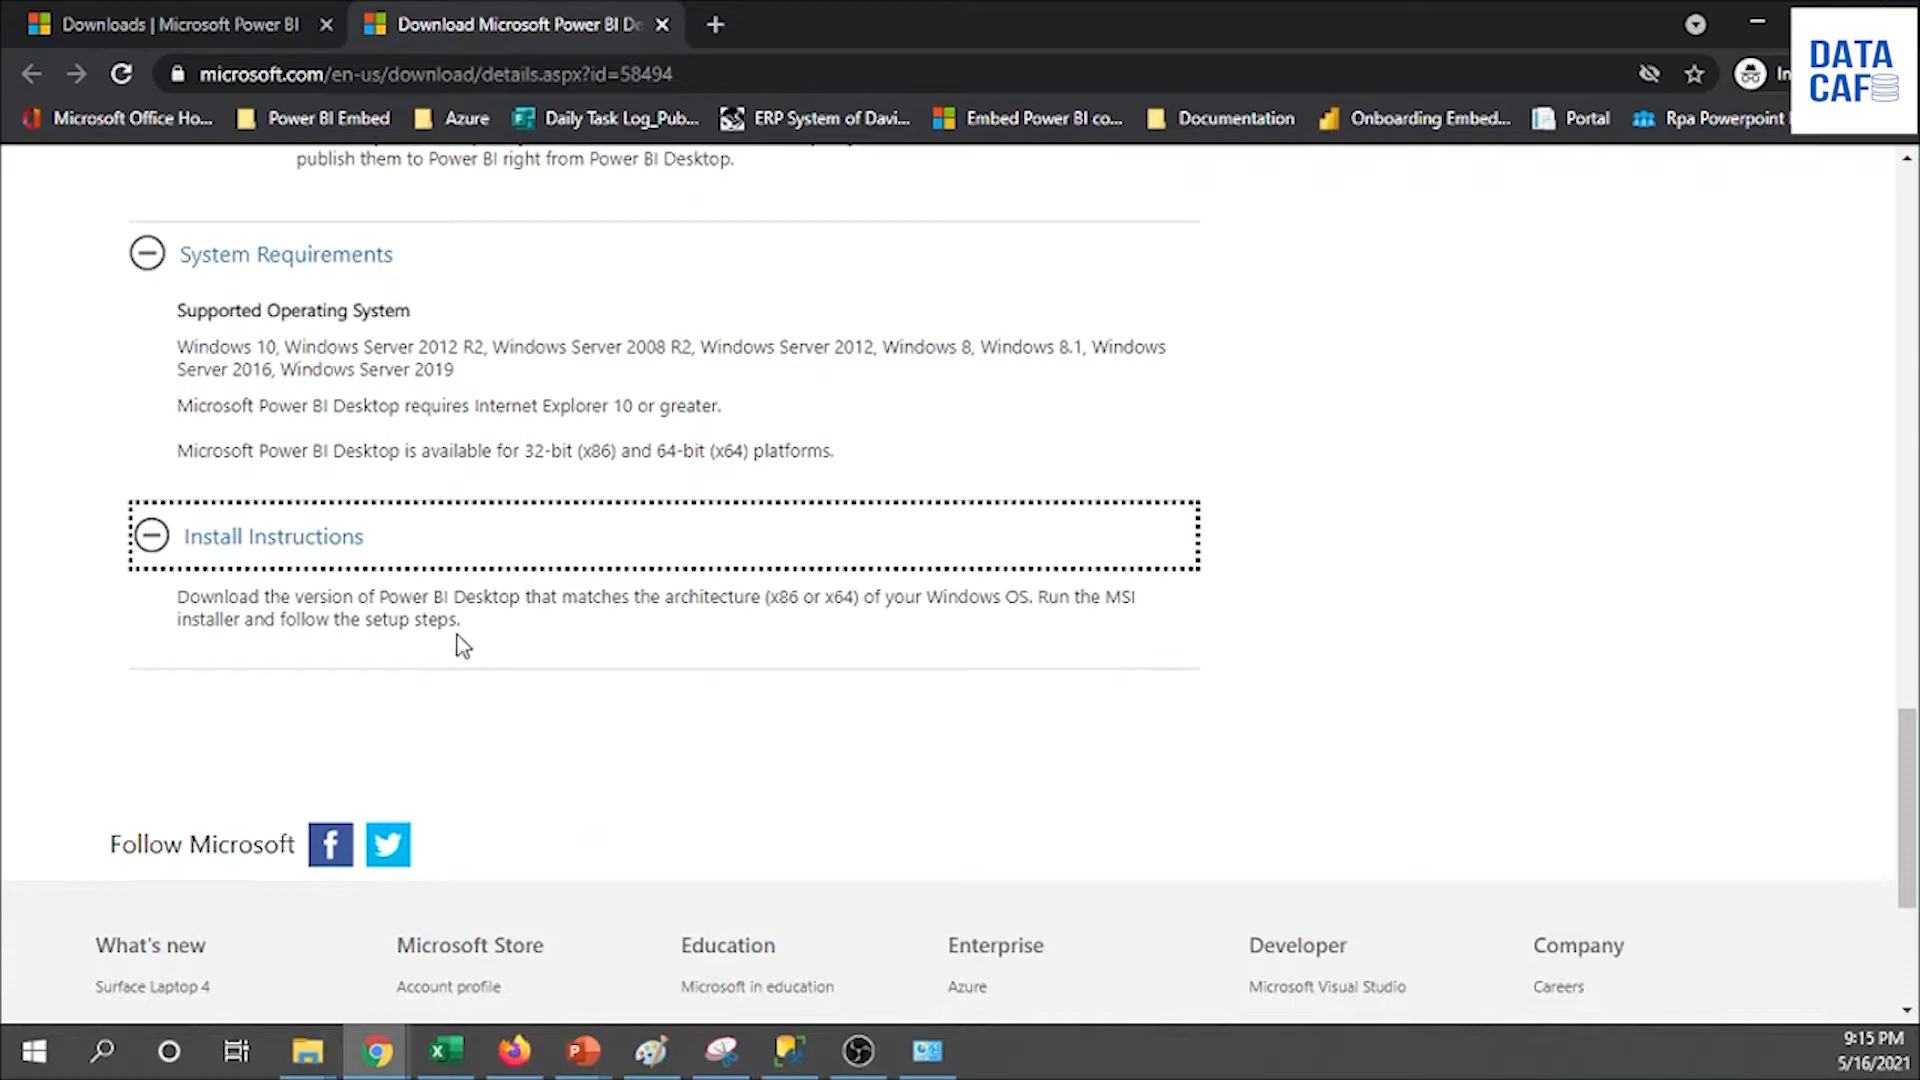 Downloads | Microsoft Power BI
Download Microsoft Power BI De
microsoft.com/en-us/download/details.aspx?id=58494
In
DATA
CAF
Microsoft Office Ho...
Power BI Embed
Azure
Daily Task Log_Pub...
ERP System of Davi...
Embed Power BI co...
Documentation
Onboarding Embed...
Portal
Rpa Powerpoint
publish them to Power BI right from Power BI Desktop.
System Requirements
Supported Operating System
Windows 10, Windows Server 2012 R2, Windows Server 2008 R2, Windows Server 2012, Windows 8, Windows 8.1, Windows
Server 2016, Windows Server 2019
Microsoft Power BI Desktop requires Internet Explorer 10 or greater.
Microsoft Power BI Desktop is available for 32-bit (x86) and 64-bit (x64) platforms.
Install Instructions
Download the version of Power BI Desktop that matches the architecture (x86 or x64) of your Windows OS. Run the MSI
installer and follow the setup steps.
Follow Microsoft
What's new
Microsoft Store
Education
Enterprise
Developer
Company
Surface Laptop 4
Account profile
Microsoft in education
Azure
Microsoft Visual Studio
Careers
9:15 PM
5/16/2021